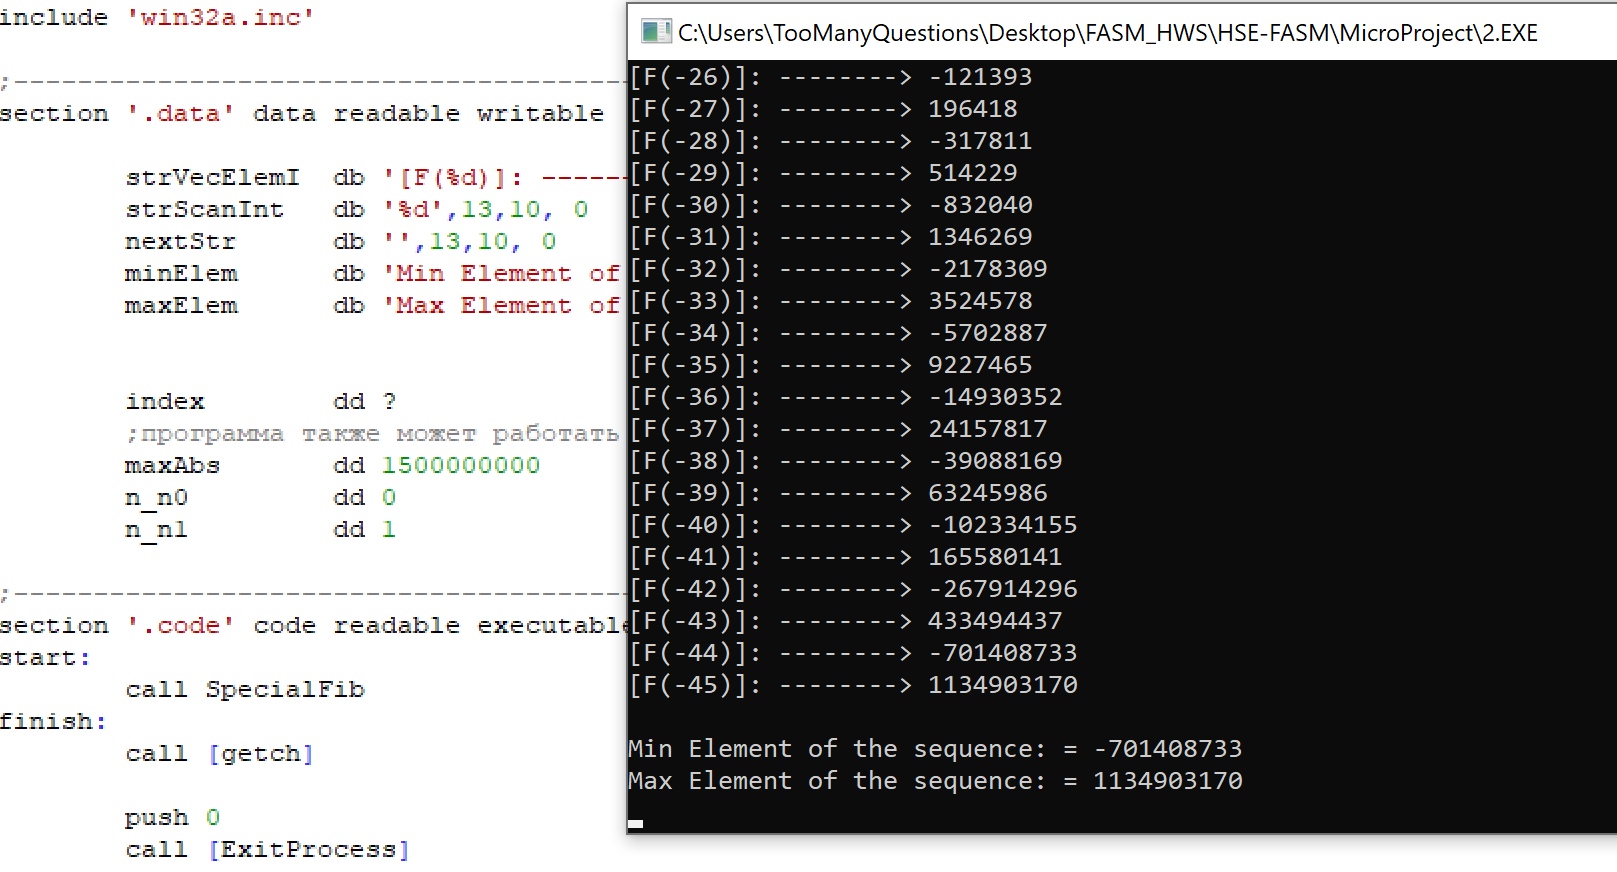 include 'win32a.inc'
;---------------------------------------
section '.data' data readable writable
strVecElemI db '[F(%d)]: ------
strScanInt db '%d',13,10, 0
nextStr db '',13,10, 0
minElem db 'Min Element of
maxElem db 'Max Element of
index dd ?
;программа также может работать
maxAbs dd 1500000000
n_n0 dd 0
n_n1 dd 1
;---------------------------------------
section '.code' code readable executable
start:
call SpecialFib
finish:
call [getch]
push 0
call [ExitProcess]
C:\Users\TooManyQuestions\Desktop\FASM_HWS\HSE-FASM\MicroProject\2.EXE
[F(-26)]: --------> -121393
[F(-27)]: --------> 196418
[F(-28)]: --------> -317811
[F(-29)]: --------> 514229
[F(-30)]: --------> -832040
[F(-31)]: --------> 1346269
[F(-32)]: --------> -2178309
[F(-33)]: --------> 3524578
[F(-34)]: --------> -5702887
[F(-35)]: --------> 9227465
[F(-36)]: --------> -14930352
[F(-37)]: --------> 24157817
[F(-38)]: --------> -39088169
[F(-39)]: --------> 63245986
[F(-40)]: --------> -102334155
[F(-41)]: --------> 165580141
[F(-42)]: --------> -267914296
[F(-43)]: --------> 433494437
[F(-44)]: --------> -701408733
[F(-45)]: --------> 1134903170
Min Element of the sequence: = -701408733
Max Element of the sequence: = 1134903170